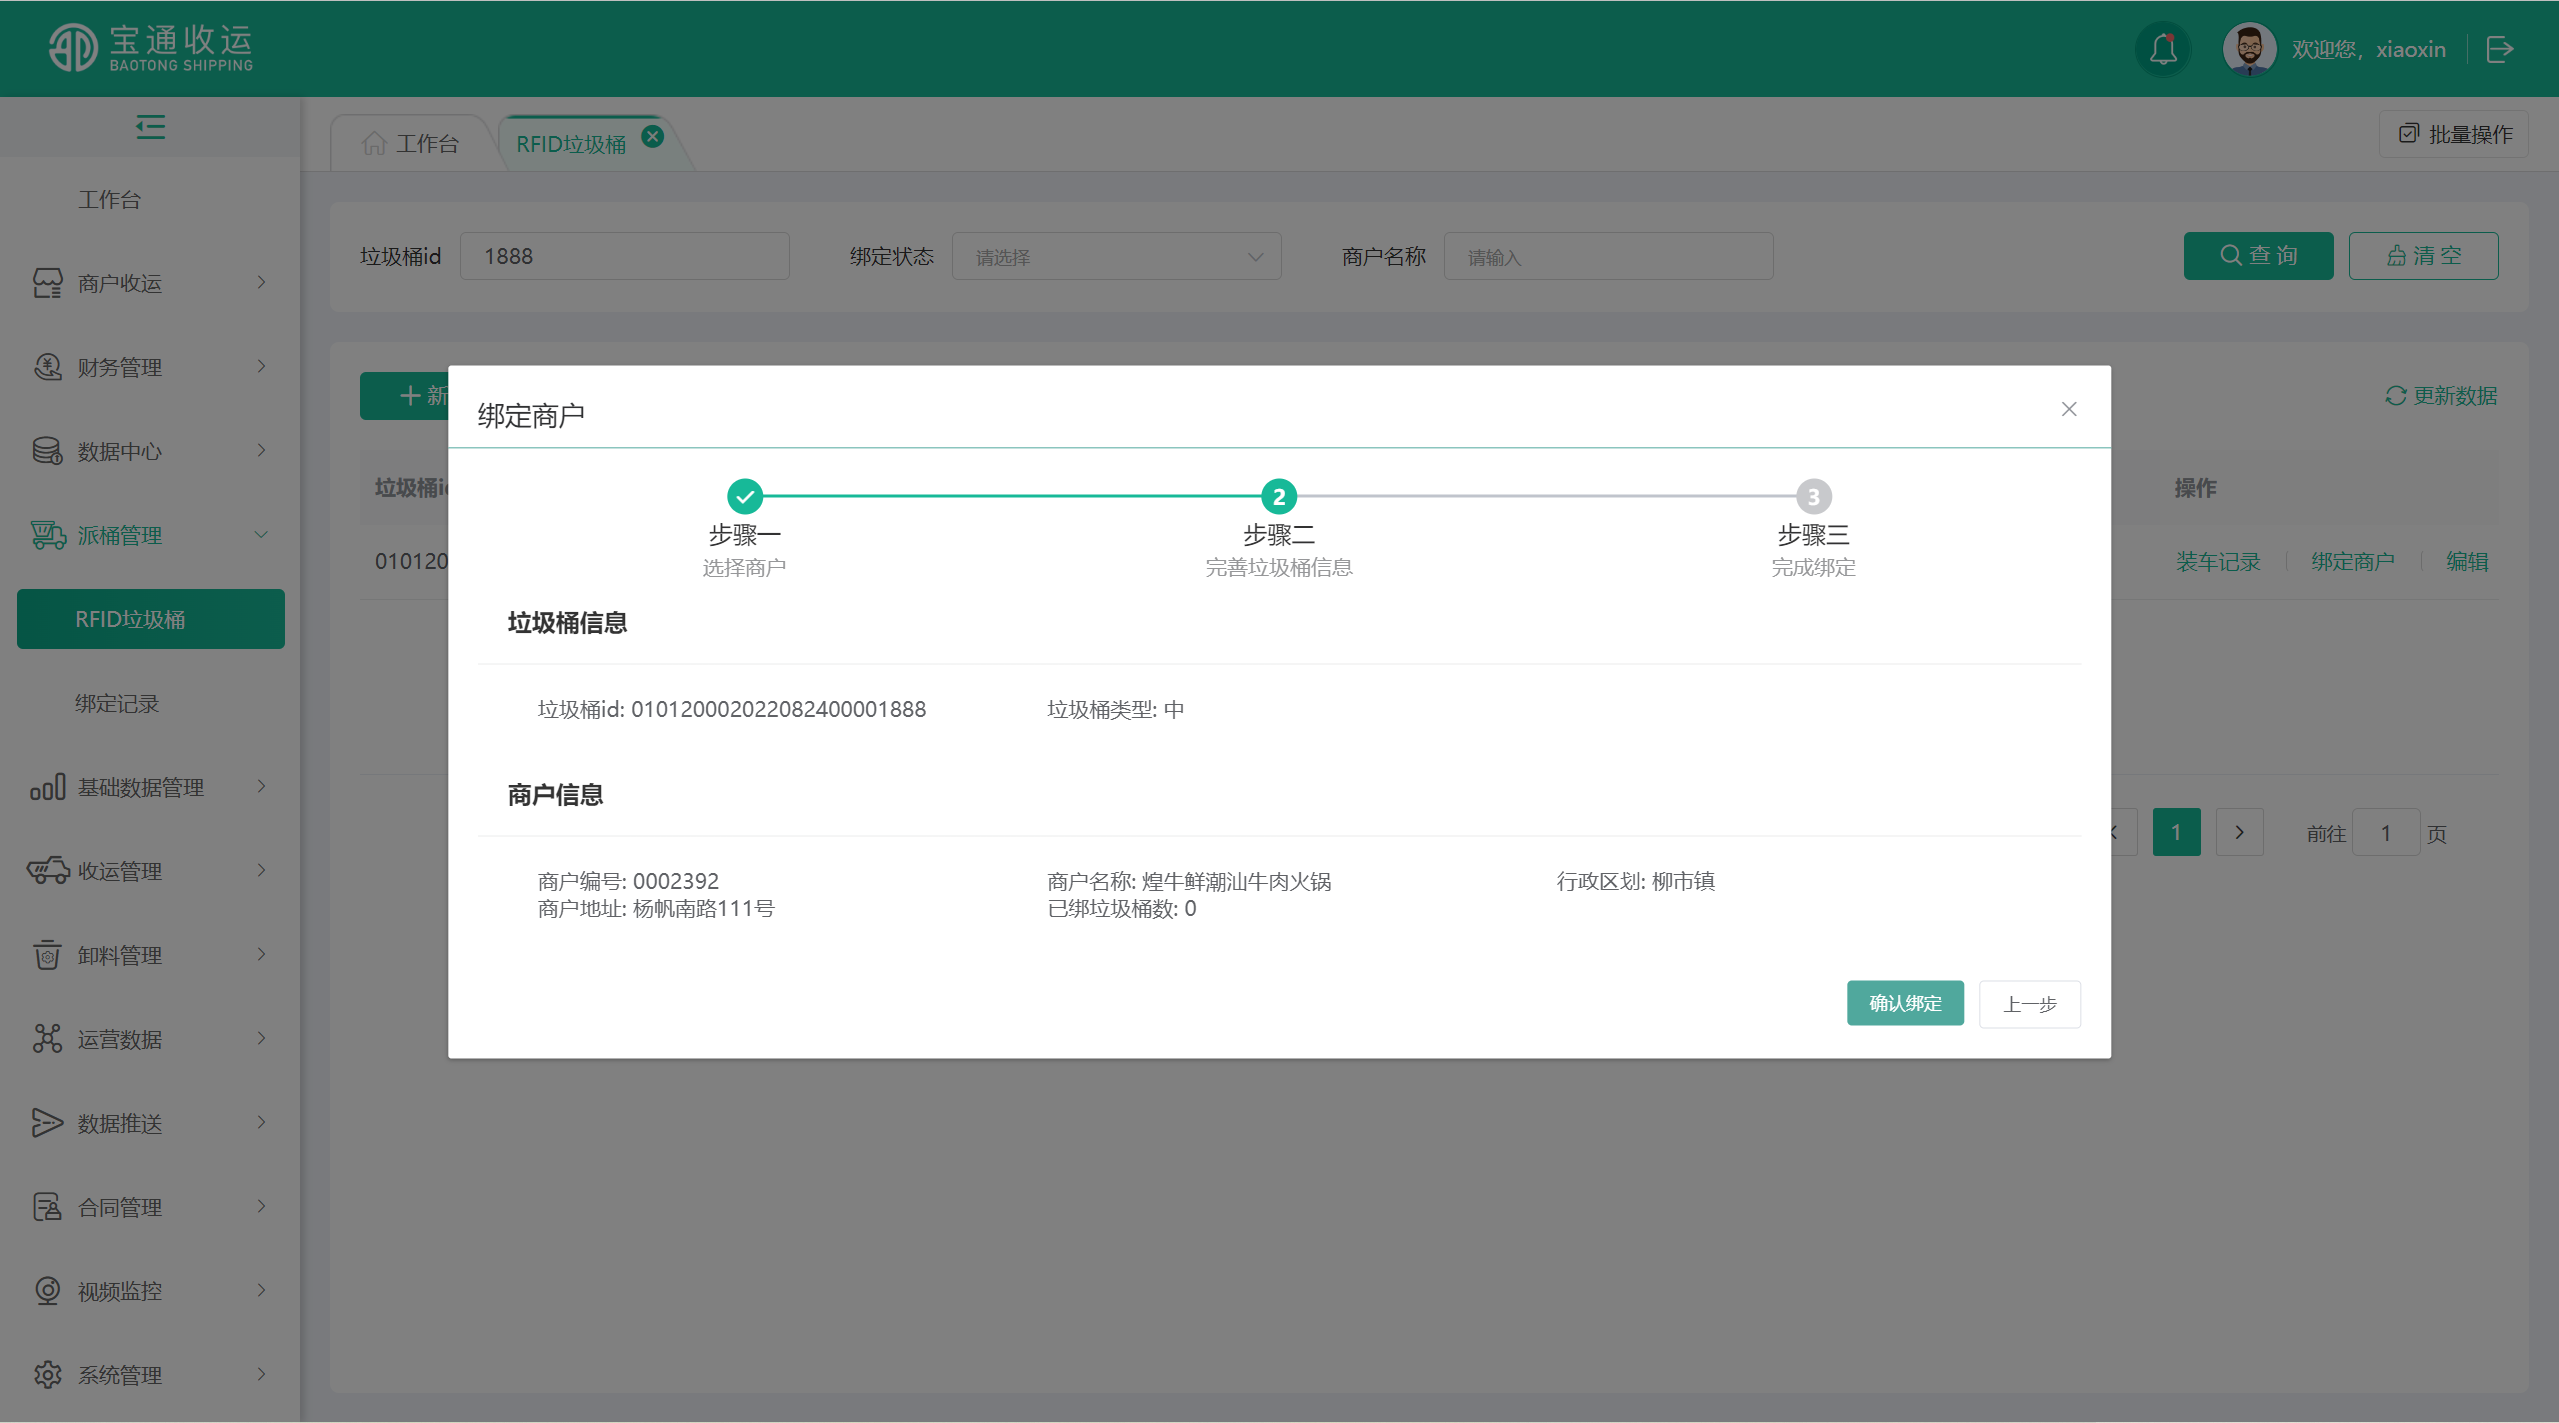 宝通收运
BAOTONG SHIPPING
欢迎您，xiaoxin
工作台
RFID垃圾桶
批量操作
工作台
商户收运
财务管理
数据中心
派桶管理
RFID垃圾桶
绑定记录
基础数据管理
收运管理
卸料管理
运营数据
数据推送
合同管理
视频监控
系统管理
垃圾桶id 1888
绑定状态 请选择
商户名称 请输入
查询
清空
新
更新数据
垃圾桶id
操作
010120
装车记录
绑定商户
编辑
1
前往 1 页
绑定商户
2
3
步骤一
步骤二
步骤三
选择商户
完善垃圾桶信息
完成绑定
垃圾桶信息
垃圾桶id: 010120002022082400001888
垃圾桶类型: 中
商户信息
商户编号: 0002392
商户名称: 煌牛鲜潮汕牛肉火锅
行政区划: 柳市镇
商户地址: 杨帆南路111号
已绑垃圾桶数: 0
确认绑定
上一步